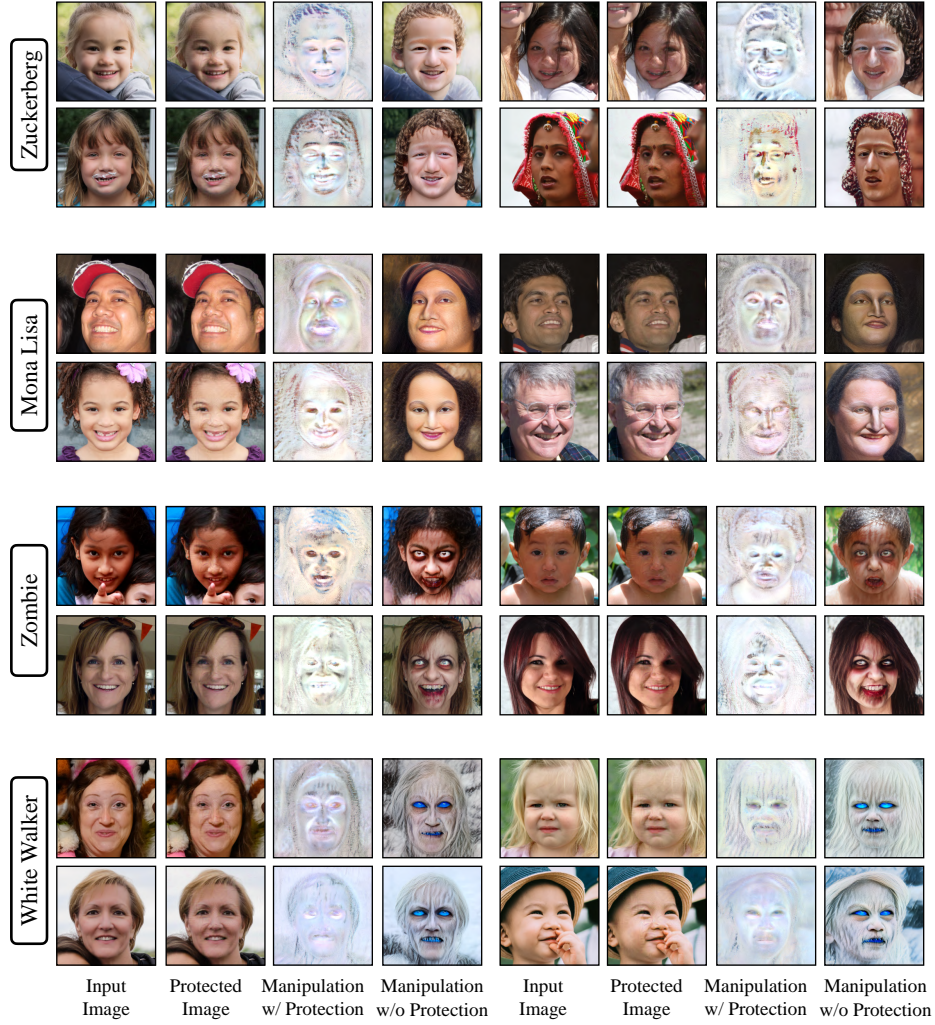 Zuckerberg
Mona Lisa
Zombie
White Walker
Input Image
Protected Image
Manipulation w/ Protection
Manipulation w/o Protection
Input Image
Protected Image
Manipulation w/ Protection
Manipulation w/o Protection